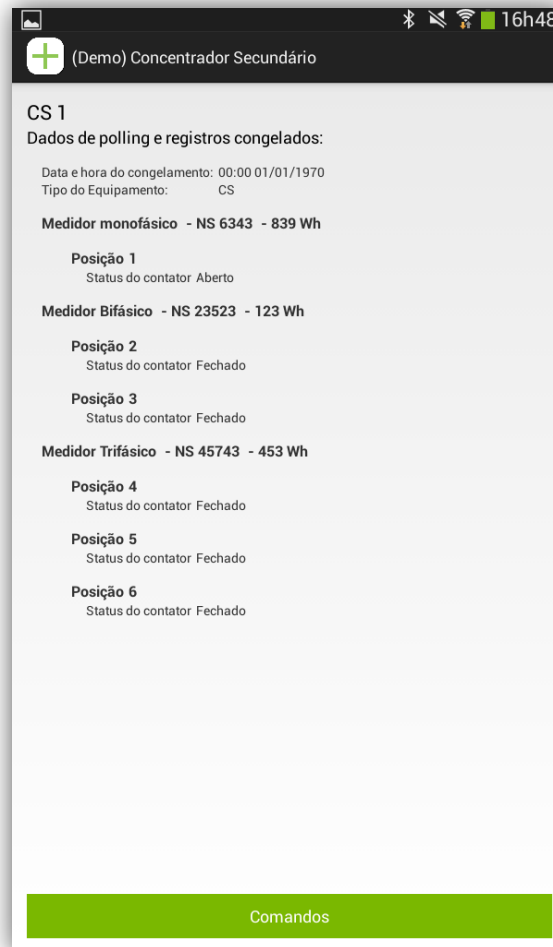 16h48
(Demo) Concentrador Secundário
CS 1
Dados de polling e registros congelados:
Data e hora do congelamento: 00:00 01/01/1970
Tipo do Equipamento: CS
Medidor monofásico - NS 6343 - 839 Wh
Posição 1
Status do contator Aberto
Medidor Bifásico - NS 23523 - 123 Wh
Posição 2
Status do contator Fechado
Posição 3
Status do contator Fechado
Medidor Trifásico - NS 45743 - 453 Wh
Posição 4
Status do contator Fechado
Posição 5
Status do contator Fechado
Posição 6
Status do contator Fechado
Comandos